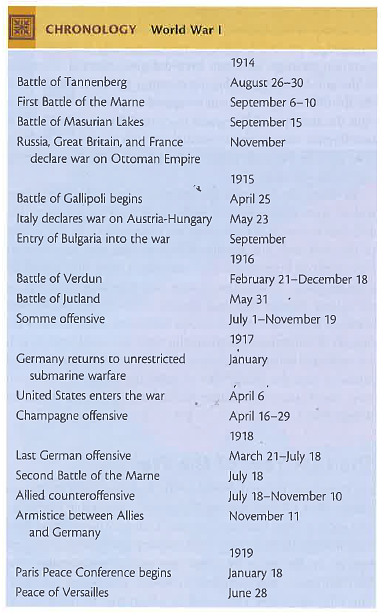 CHRONOLOGY World War I
1914
Battle of Tannenberg August 26–30
First Battle of the Marne September 6–10
Battle of Masurian Lakes September 15
Russia, Great Britain, and France November
declare war on Ottoman Empire
1915
Battle of Gallipoli begins April 25
Italy declares war on Austria-Hungary May 23
Entry of Bulgaria into the war September
1916
Battle of Verdun February 21–December 18
Battle of Jutland May 31
Somme offensive July 1–November 19
1917
Germany returns to unrestricted January
submarine warfare
United States enters the war April 6
Champagne offensive April 16–29
1918
Last German offensive March 21–July 18
Second Battle of the Marne July 18
Allied counteroffensive July 18–November 10
Armistice between Allies November 11
and Germany
1919
Paris Peace Conference begins January 18
Peace of Versailles June 28